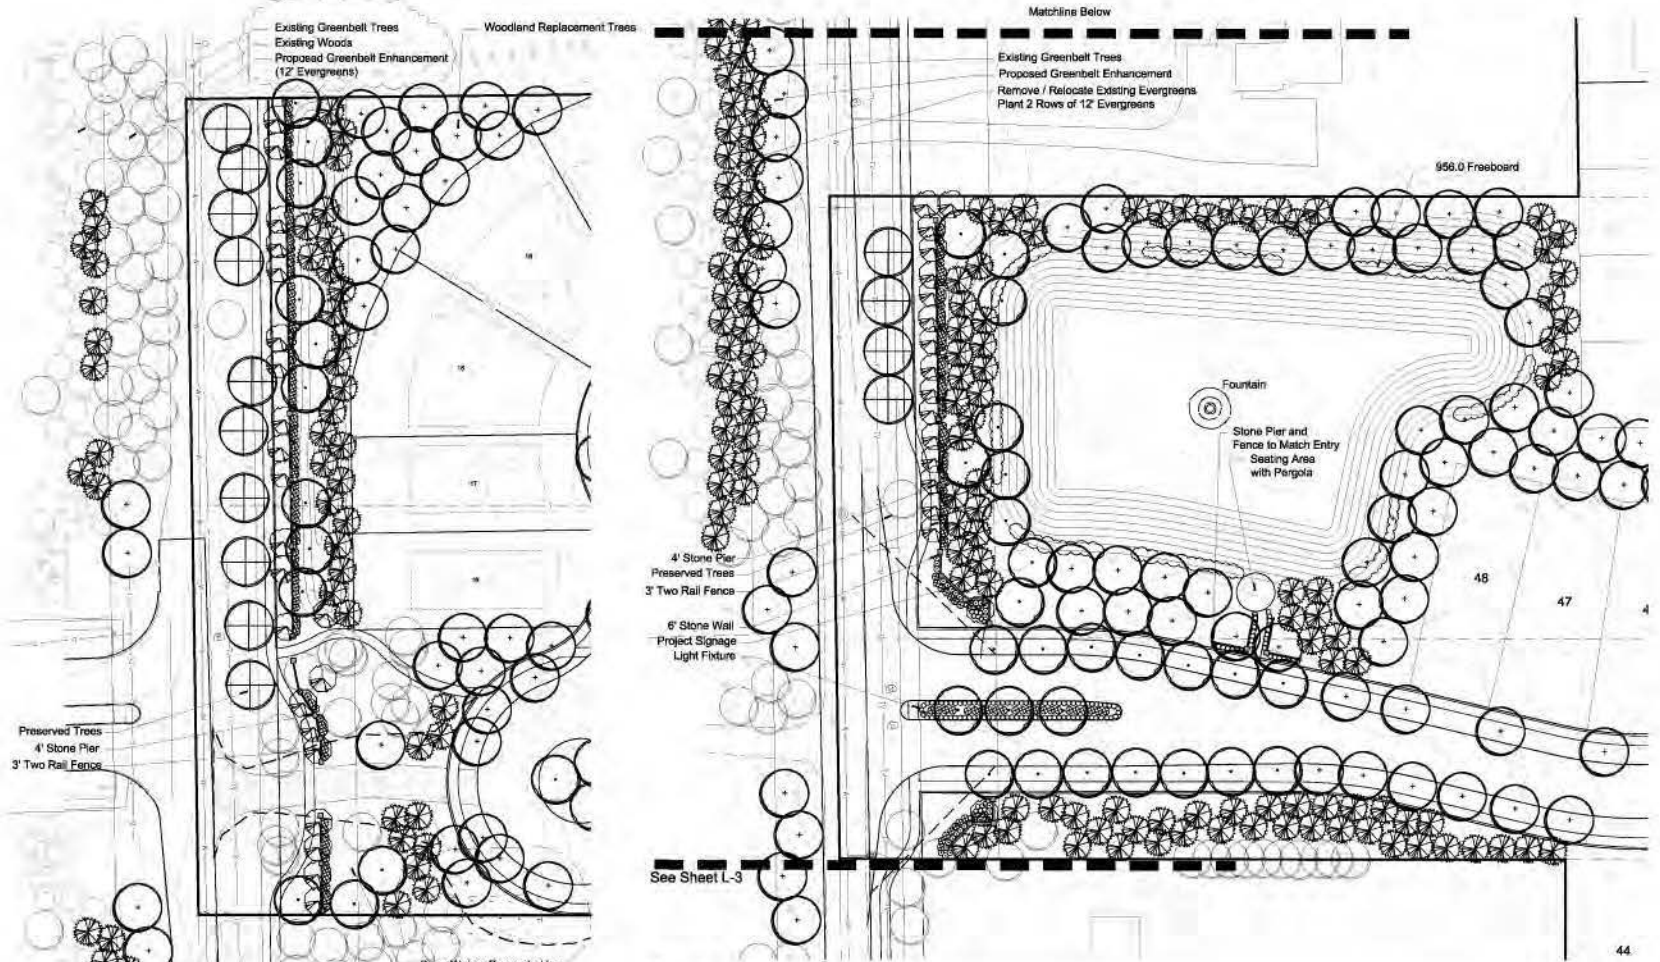 Existing Greenbelt Trees
Existing Woods
Proposed Greenbelt Enhancement
(12' Evergreens)
Woodland Replacement Trees
Matchline Below
Existing Greenbelt Trees
Proposed Greenbelt Enhancement
Remove / Relocate Existing Evergreens
Plant 2 Rows of 12' Evergreens
956.0 Freeboard
Fountain
Stone Pier and
Fence to Match Entry
Seating Area
with Pergola
17
4' Stone Pier
Preserved Trees
3' Two Rail Fence
6' Stone Wall
Project Signage
Light Fixture
48
47
4
Preserved Trees
4' Stone Pier
3' Two Rail Fence
See Sheet L-3
44